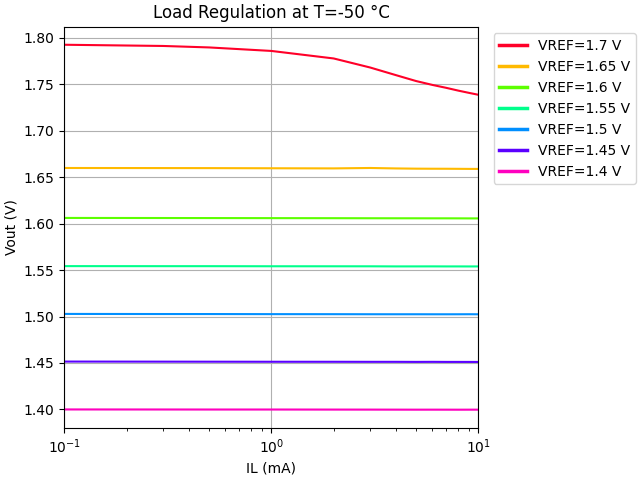 Load Regulation at T=-50 °C
Vout (V)
1.80
1.75
1.70
1.65
1.60
1.55
1.50
1.45
1.40
10⁻¹
10⁰
10¹
IL (mA)
VREF=1.7 V
VREF=1.65 V
VREF=1.6 V
VREF=1.55 V
VREF=1.5 V
VREF=1.45 V
VREF=1.4 V